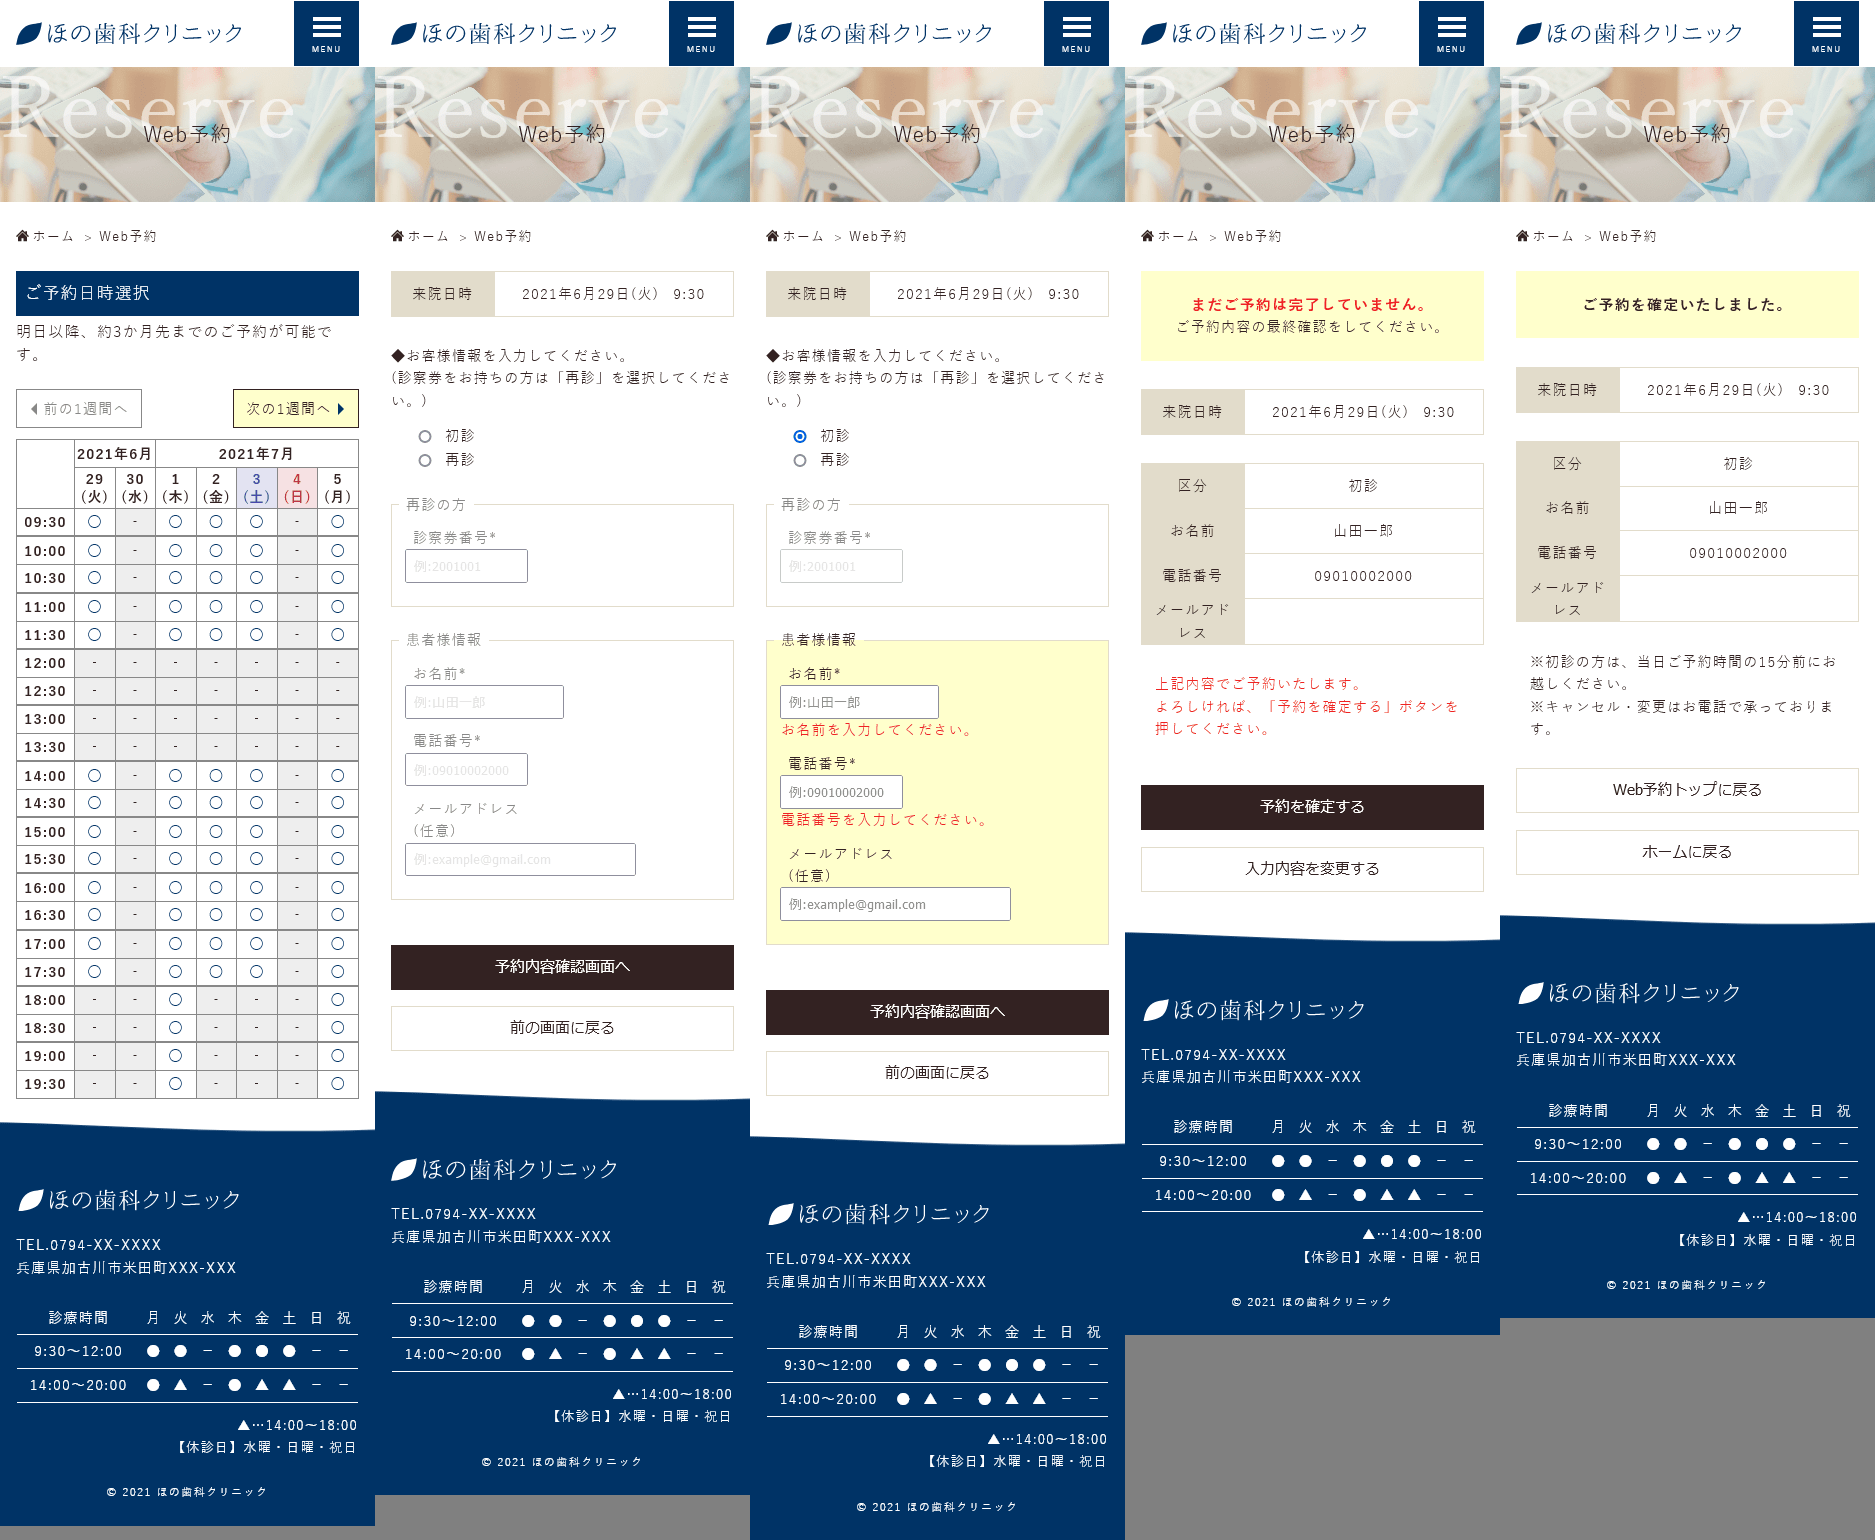 ほの歯科クリニック
MENU
Reserve
Web予約
ホーム > Web予約
ご予約日時選択
明日以降、約3か月先までのご予約が可能で
す。
前の1週間へ 次の1週間へ
2021年6月 2021年7月
29 30 1 2 3 4 5
(火) (水) (木) (金) (土) (日) (月)
09:30 〇 - 〇 〇 〇 - 〇
10:00 〇 - 〇 〇 〇 - 〇
10:30 〇 - 〇 〇 〇 - 〇
11:00 〇 - 〇 〇 〇 - 〇
11:30 〇 - 〇 〇 〇 - 〇
12:00 - - - - - - -
12:30 - - - - - - -
13:00 - - - - - - -
13:30 - - - - - - -
14:00 〇 - 〇 〇 〇 - 〇
14:30 〇 - 〇 〇 〇 - 〇
15:00 〇 - 〇 〇 〇 - 〇
15:30 〇 - 〇 〇 〇 - 〇
16:00 〇 - 〇 〇 〇 - 〇
16:30 〇 - 〇 〇 〇 - 〇
17:00 〇 - 〇 〇 〇 - 〇
17:30 〇 - 〇 〇 〇 - 〇
18:00 - - 〇 - - - 〇
18:30 - - 〇 - - - 〇
19:00 - - 〇 - - - 〇
19:30 - - 〇 - - - 〇
ほの歯科クリニック
TEL.0794-XX-XXXX
兵庫県加古川市米田町XXX-XXX
診療時間 月 火 水 木 金 土 日 祝
9:30〜12:00 ● ● − ● ● ● − −
14:00〜20:00 ● ▲ − ● ▲ ▲ − −
▲…14:00〜18:00
【休診日】水曜・日曜・祝日
© 2021 ほの歯科クリニック
ほの歯科クリニック
MENU
Reserve
Web予約
ホーム > Web予約
来院日時 2021年6月29日(火) 9:30
◆お客様情報を入力してください。
(診察券をお持ちの方は「再診」を選択してくださ
い。)
初診
再診
再診の方
診察券番号*
例:2001001
患者様情報
お名前*
例:山田一郎
電話番号*
例:09010002000
メールアドレス
(任意)
例:example@gmail.com
予約内容確認画面へ
前の画面に戻る
ほの歯科クリニック
TEL.0794-XX-XXXX
兵庫県加古川市米田町XXX-XXX
診療時間 月 火 水 木 金 土 日 祝
9:30〜12:00 ● ● − ● ● ● − −
14:00〜20:00 ● ▲ − ● ▲ ▲ − −
▲…14:00〜18:00
【休診日】水曜・日曜・祝日
© 2021 ほの歯科クリニック
ほの歯科クリニック
MENU
Reserve
Web予約
ホーム > Web予約
来院日時 2021年6月29日(火) 9:30
◆お客様情報を入力してください。
(診察券をお持ちの方は「再診」を選択してくださ
い。)
初診
再診
再診の方
診察券番号*
例:2001001
患者様情報
お名前*
例:山田一郎
お名前を入力してください。
電話番号*
例:09010002000
電話番号を入力してください。
メールアドレス
(任意)
例:example@gmail.com
予約内容確認画面へ
前の画面に戻る
ほの歯科クリニック
TEL.0794-XX-XXXX
兵庫県加古川市米田町XXX-XXX
診療時間 月 火 水 木 金 土 日 祝
9:30〜12:00 ● ● − ● ● ● − −
14:00〜20:00 ● ▲ − ● ▲ ▲ − −
▲…14:00〜18:00
【休診日】水曜・日曜・祝日
© 2021 ほの歯科クリニック
ほの歯科クリニック
MENU
Reserve
Web予約
ホーム > Web予約
まだご予約は完了していません。
ご予約内容の最終確認をしてください。
来院日時 2021年6月29日(火) 9:30
区分 初診
お名前 山田一郎
電話番号 09010002000
メールアド
レス
上記内容でご予約いたします。
よろしければ、「予約を確定する」ボタンを
押してください。
予約を確定する
入力内容を変更する
ほの歯科クリニック
TEL.0794-XX-XXXX
兵庫県加古川市米田町XXX-XXX
診療時間 月 火 水 木 金 土 日 祝
9:30〜12:00 ● ● − ● ● ● − −
14:00〜20:00 ● ▲ − ● ▲ ▲ − −
▲…14:00〜18:00
【休診日】水曜・日曜・祝日
© 2021 ほの歯科クリニック
ほの歯科クリニック
MENU
Reserve
Web予約
ホーム > Web予約
ご予約を確定いたしました。
来院日時 2021年6月29日(火) 9:30
区分 初診
お名前 山田一郎
電話番号 09010002000
メールアド
レス
※初診の方は、当日ご予約時間の15分前にお
越しください。
※キャンセル・変更はお電話で承っておりま
す。
Web予約トップに戻る
ホームに戻る
ほの歯科クリニック
TEL.0794-XX-XXXX
兵庫県加古川市米田町XXX-XXX
診療時間 月 火 水 木 金 土 日 祝
9:30〜12:00 ● ● − ● ● ● − −
14:00〜20:00 ● ▲ − ● ▲ ▲ − −
▲…14:00〜18:00
【休診日】水曜・日曜・祝日
© 2021 ほの歯科クリニック